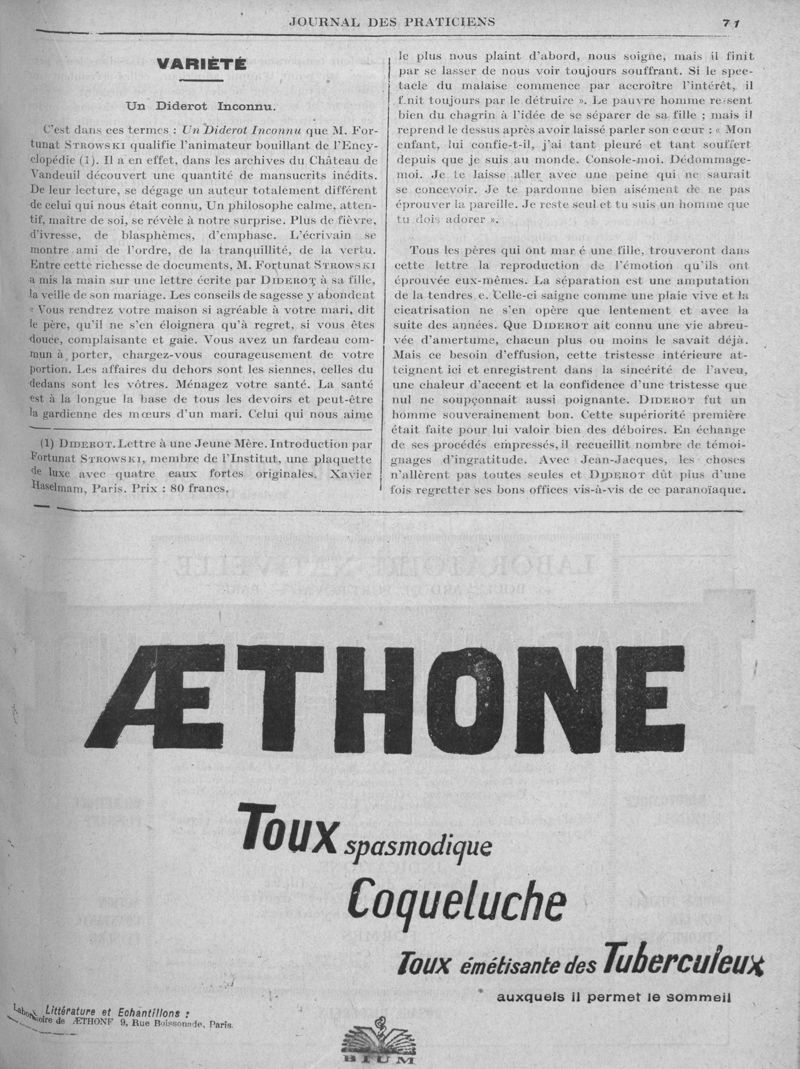 JOURNAL DES PRATICIENS 71
VARIÉTÉ
Un Diderot Inconnu.
C'est dans ces termes : Un Diderot Inconnu que M. For-
tunat STROWSKI qualifie l'animateur bouillant de l'Ency-
clopédie (1). Il a en effet, dans les archives du Château de
Vandeuil découvert une quantité de mansucrits inédits.
De leur lecture, se dégage un auteur totalement différent
de celui qui nous était connu, Un philosophe calme, atten-
tif, maître de soi, se révèle à notre surprise. Plus de fièvre,
d'ivresse, de blasphèmes, d'emphase. L'écrivain se
montre ami de l'ordre, de la tranquillité, de la vertu.
Entre cette richesse de documents, M. Fortunat STROWSKI
a mis la main sur une lettre écrite par DIDEROT à sa fille,
la veille de son mariage. Les conseils de sagesse y abondent
« Vous rendrez votre maison si agréable à votre mari, dit
le père, qu'il ne s'en éloignera qu'à regret, si vous êtes
douce, complaisante et gaie. Vous avez un fardeau com-
mun à porter, chargez-vous courageusement de votre
portion. Les affaires du dehors sont les siennes, celles du
dedans sont les vôtres. Ménagez votre santé. La santé
est à la longue la base de tous les devoirs et peut-être
la gardienne des mœurs d'un mari. Celui qui nous aime
(1) DIDEROT. Lettre à une Jeune Mère. Introduction par
Fortunat STROWSKI, membre de l'Institut, une plaquette
de luxe avec quatre eaux fortes originales. Xavier
Haselmam, Paris. Prix : 80 francs.
le plus nous plaint d'abord, nous soigne, mais il finit
par se lasser de nous voir toujours souffrant. Si le spec-
tacle du malaise commence par accroître l'intérêt, il
finit toujours par le détruire ». Le pauvre homme ressent
bien du chagrin à l'idée de se séparer de sa fille ; mais il
reprend le dessus après avoir laissé parler son cœur : « Mon
enfant, lui confie-t-il, j'ai tant pleuré et tant souffert
depuis que je suis au monde. Console-moi. Dédommage-
moi. Je te laisse aller avec une peine qui ne saurait
se concevoir. Je te pardonne bien aisément de ne pas
éprouver la pareille. Je reste seul et tu suis un homme que
tu dois adorer ».
Tous les pères qui ont mar é une fille, trouveront dans
cette lettre la reproduction de l'émotion qu'ils ont
éprouvée eux-mêmes. La séparation est une amputation
de la tendres e. Celle-ci saigne comme une plaie vive et la
cicatrisation ne s'en opère que lentement et avec la
suite des années. Que DIDEROT ait connu une vie abreu-
vée d'amertume, chacun plus ou moins le savait déjà.
Mais ce besoin d'effusion, cette tristesse intérieure at-
teignent ici et enregistrent dans la sincérité de l'aveu,
une chaleur d'accent et la confidence d'une tristesse que
nul ne soupçonnait aussi poignante. DIDEROT fut un
homme souverainement bon. Cette supériorité première
était faite pour lui valoir bien des déboires. En échange
de ses procédés empressés, il recueillit nombre de témoi-
gnages d'ingratitude. Avec Jean-Jacques, les choses
n'allèrent pas toutes seules et DIDEROT dût plus d'une
fois regretter ses bons offices vis-à-vis de ce paranoïaque.
ÆTHONE
Toux spasmodique
Coqueluche
Toux émétisante des Tuberculeux
auxquels il permet le sommeil
Littérature et Echantillons :
Laboratoire de ÆTHONE 9, Rue Boissonade, Paris.
BIUM